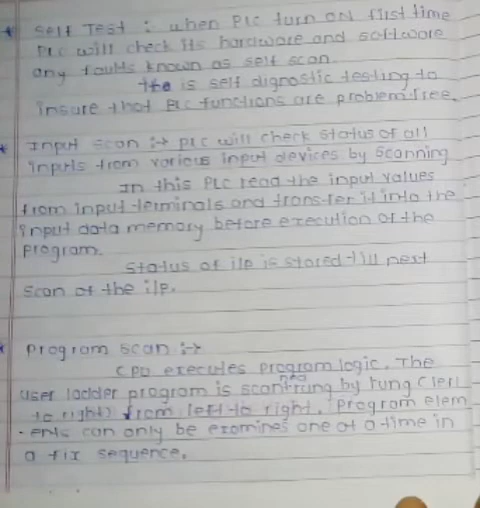 * Self Test : when PLC turn ON first time
PLC will check its hardware and software
any faults known as self scan.
the is self dignostic testing to
insure that PLC functions are problem free.
* Input scan :→ PLC will check status of all
inputs from various input devices by scanning
In this PLC read the input values
from input terminals and transfer it into the
input data memory before execution of the
program.
status of i/p is stored till next
scan of the i/p.
* Program scan :→
CPU executes program logic. The
user ladder program is scan rung by rung (left
to right) from left to right. Program elem
-ents can only be examines one at a time in
a fix sequence.